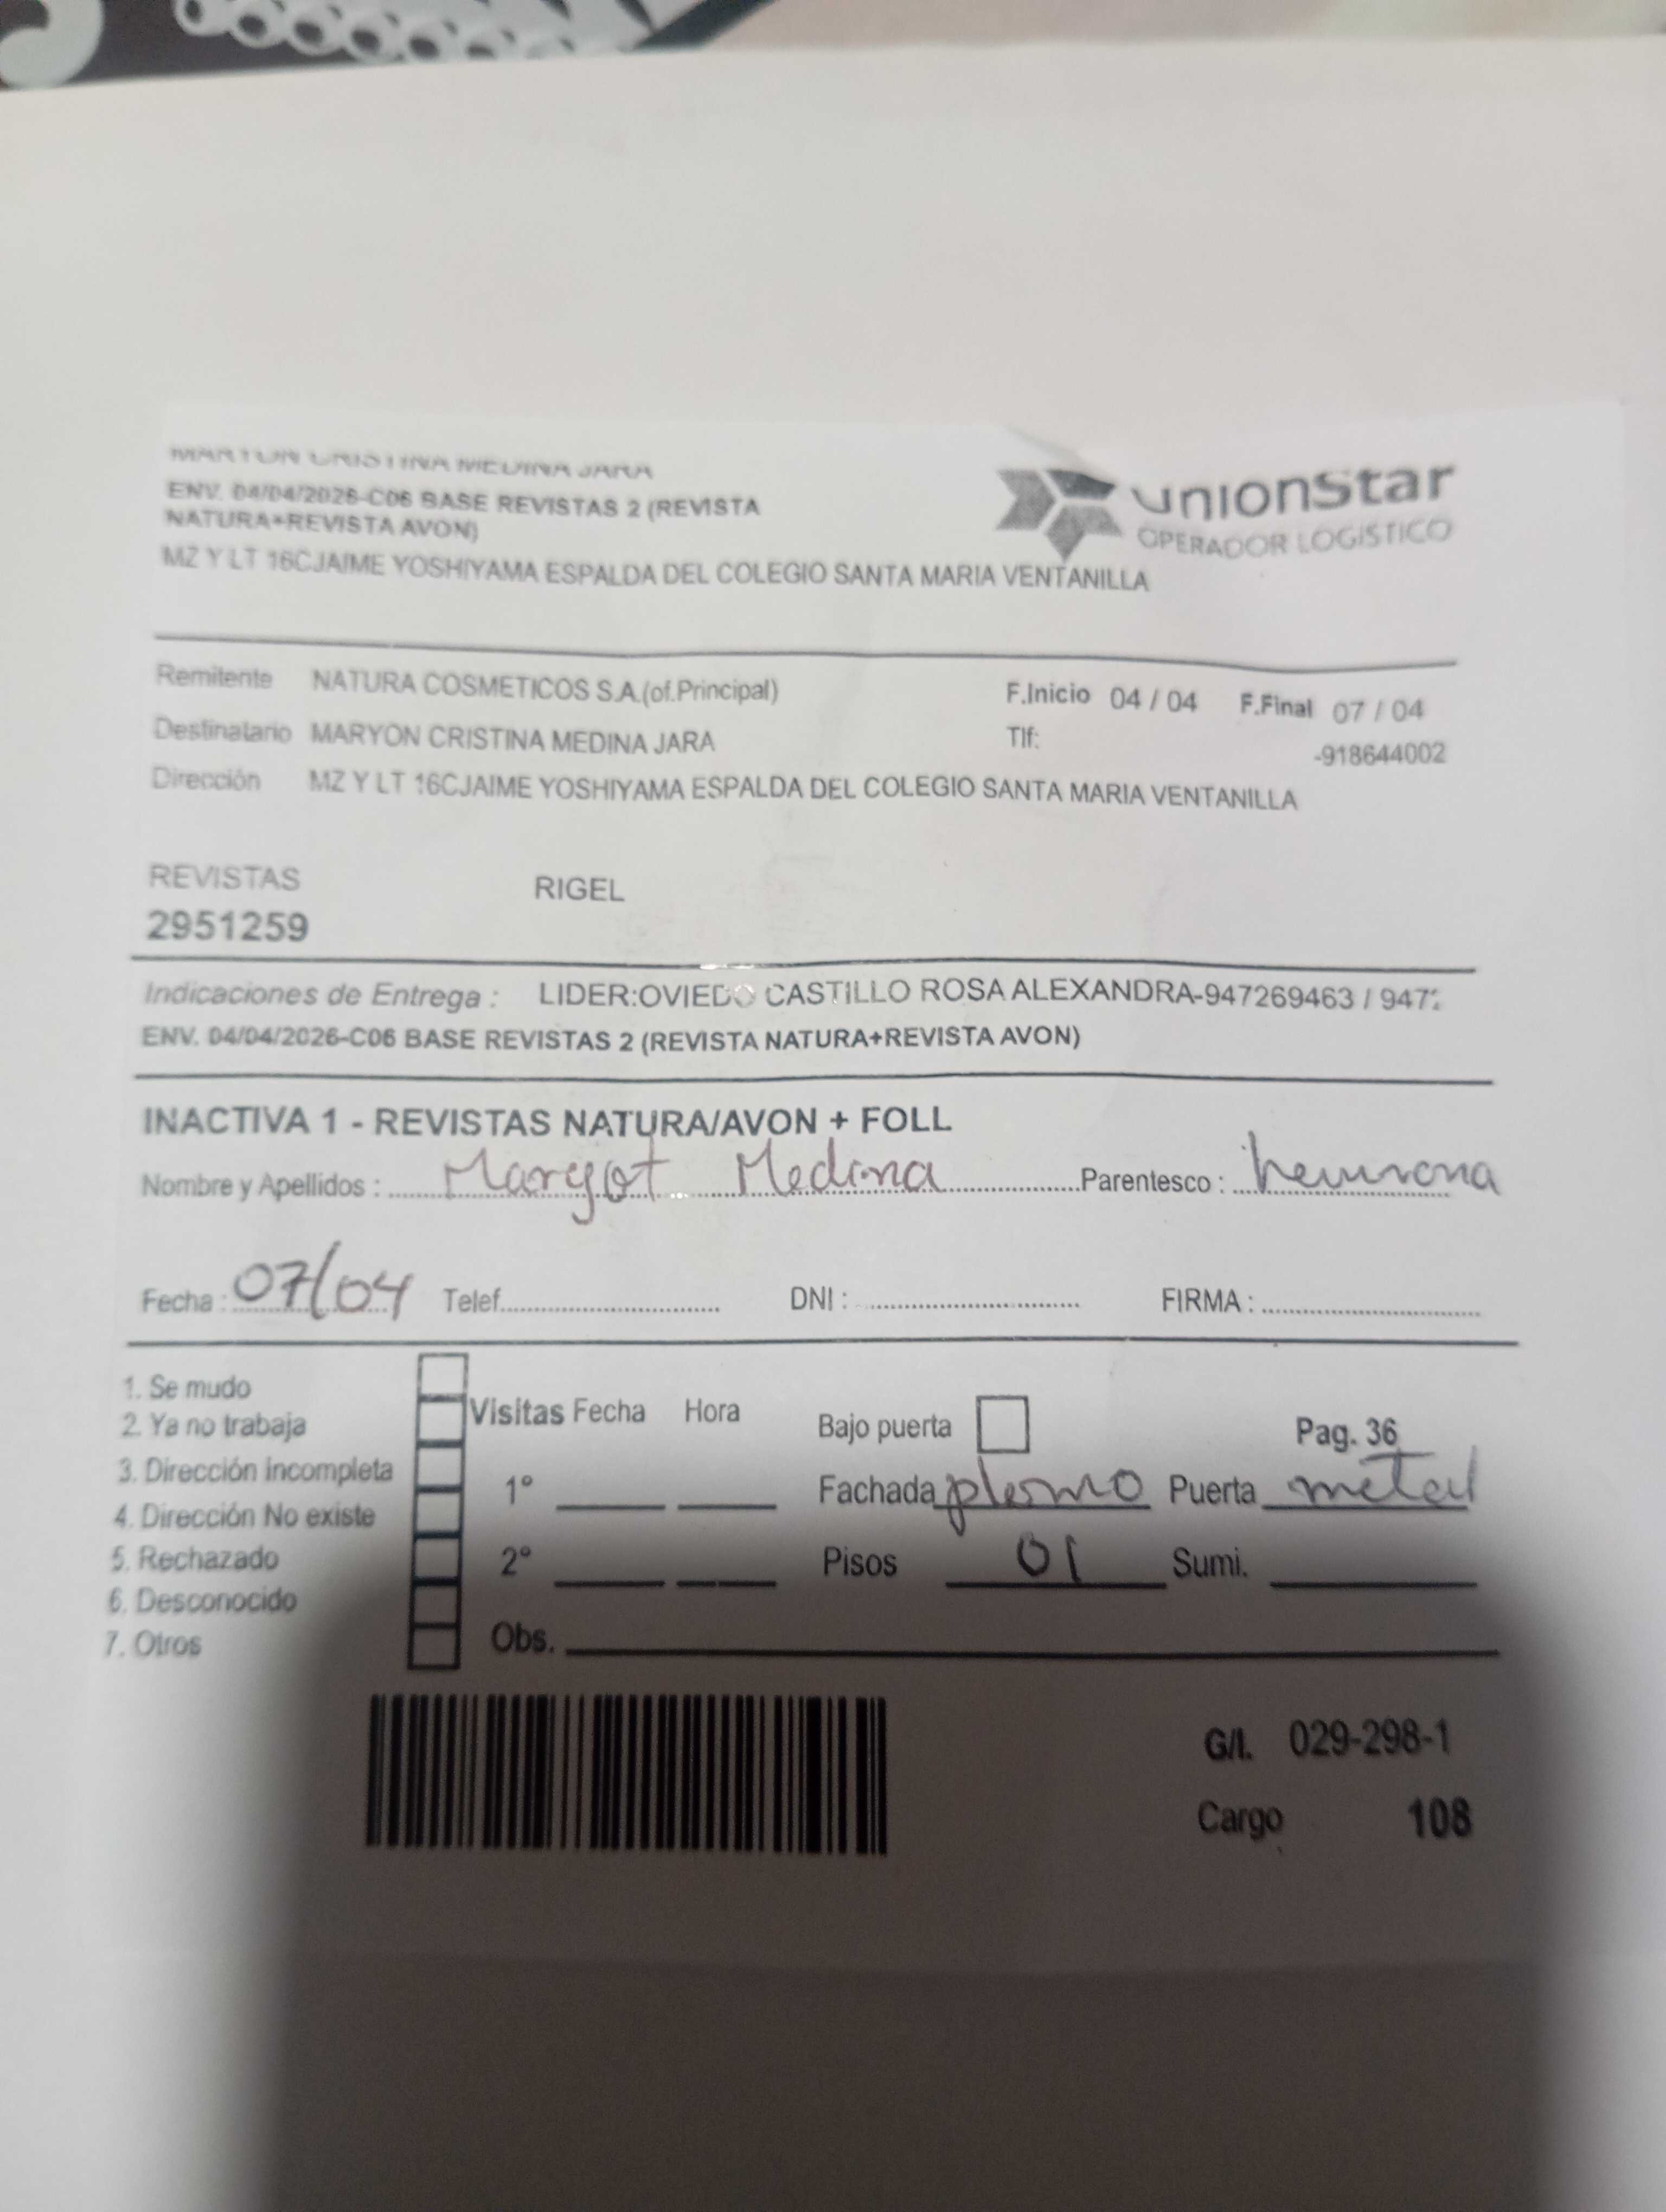 MARYON CRISTINA MEDINA JARA
ENV. 04/04/2026-C06 BASE REVISTAS 2 (REVISTA
NATURA+REVISTA AVON)
MZ Y LT 16CJAIME YOSHIYAMA ESPALDA DEL COLEGIO SANTA MARIA VENTANILLA
unionstar
OPERADOR LOGISTICO
Remitente NATURA COSMETICOS S.A.(of.Principal) F.Inicio 04 / 04 F.Final 07 / 04
Destinatario MARYON CRISTINA MEDINA JARA Tlf: -918644002
Dirección MZ Y LT 16CJAIME YOSHIYAMA ESPALDA DEL COLEGIO SANTA MARIA VENTANILLA
REVISTAS RIGEL
2951259
Indicaciones de Entrega : LIDER:OVIEDO CASTILLO ROSA ALEXANDRA-947269463 / 947
ENV. 04/04/2026-C06 BASE REVISTAS 2 (REVISTA NATURA+REVISTA AVON)
INACTIVA 1 - REVISTAS NATURA/AVON + FOLL
Nombre y Apellidos : Margot Medina Parentesco :
Fecha : 07/04 Telef. DNI : FIRMA :
1. Se mudo
2. Ya no trabaja
3. Dirección Incompleta
4. Dirección No existe
5. Rechazado
6. Desconocido
7. Otros
Visitas Fecha Hora Bajo puerta Pag. 36
1° Fachada plomo Puerta metal
2° Pisos 01 Sumi.
Obs.
G/I. 029-298-1
Cargo 108